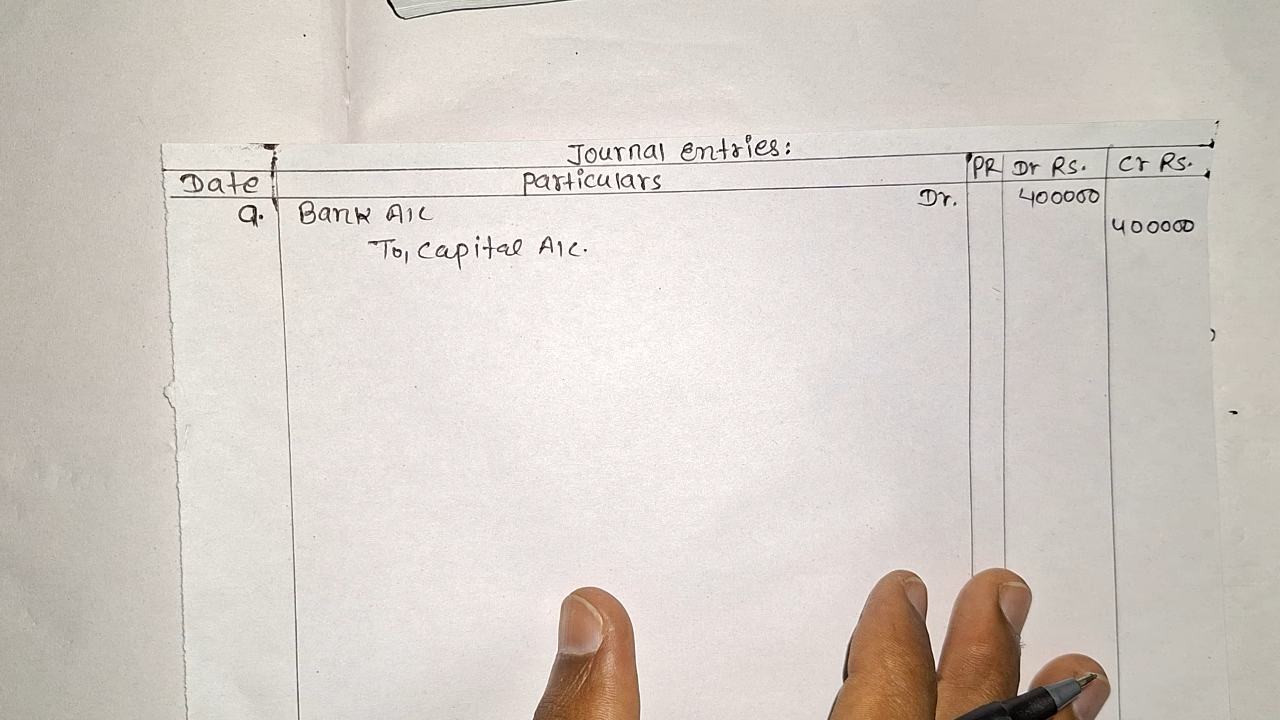 Journal entries:
Date Particulars PR Dr Rs. Cr Rs.
a. Bank A/c Dr. 400000
To, Capital A/c. 400000